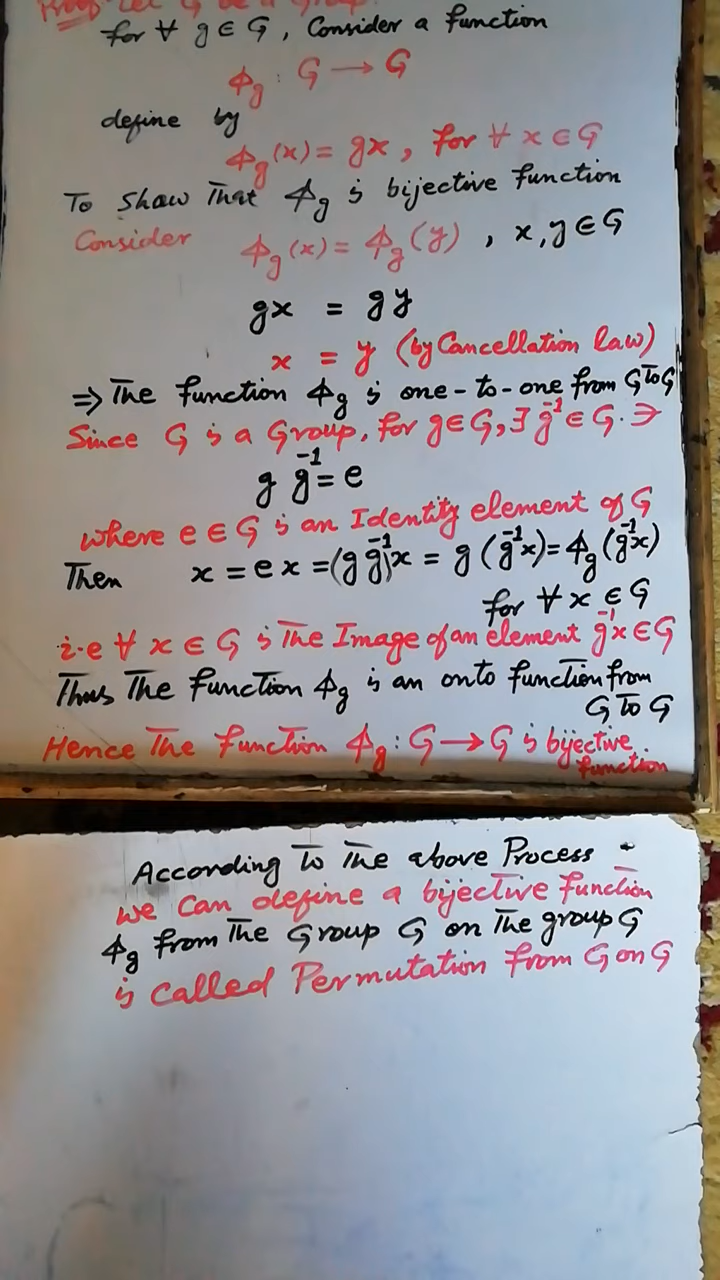 Proof Let G be a Group.
for ∀ g ∈ G, Consider a function
ϕg : G → G
define by
ϕg(x) = gx, for ∀ x ∈ G
To Show That ϕg is bijective function
Consider ϕg(x) = ϕg(y) , x, y ∈ G
gx = gy
x = y (by Cancellation law)
⇒ The function ϕg is one-to-one from G To G
Since G is a Group, for g ∈ G, ∃ g⁻¹ ∈ G ∋
g g⁻¹ = e
where e ∈ G is an Identity element of G
Then x = ex = (g g⁻¹)x = g(g⁻¹x) = ϕg(g⁻¹x)
for ∀ x ∈ G
i.e ∀ x ∈ G is The Image of an element g⁻¹x ∈ G
Thus The function ϕg is an onto function from
G To G
Hence The function ϕg : G → G is bijective
function
According To The above Process -
we can define a bijective function
ϕg from The Group G on The group G
is called Permutation from G on G